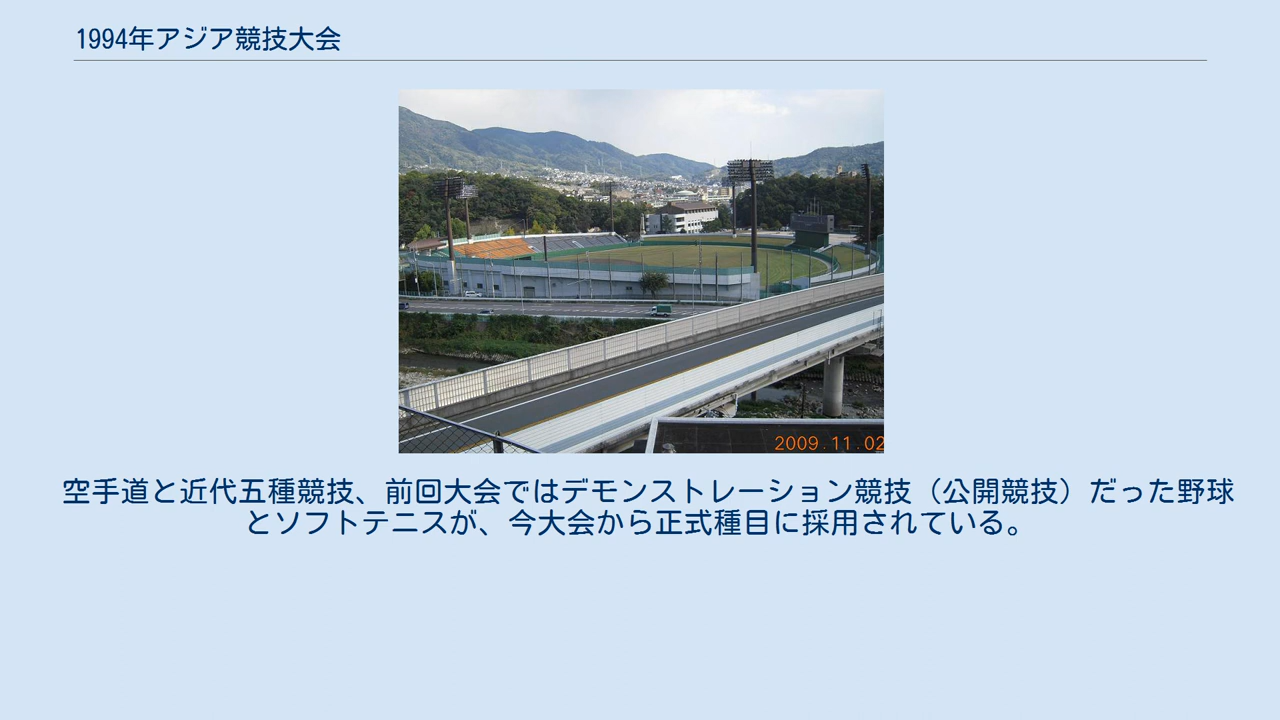 1994年アジア競技大会
2009.11.02
空手道と近代五種競技、前回大会ではデモンストレーション競技（公開競技）だった野球
とソフトテニスが、今大会から正式種目に採用されている。